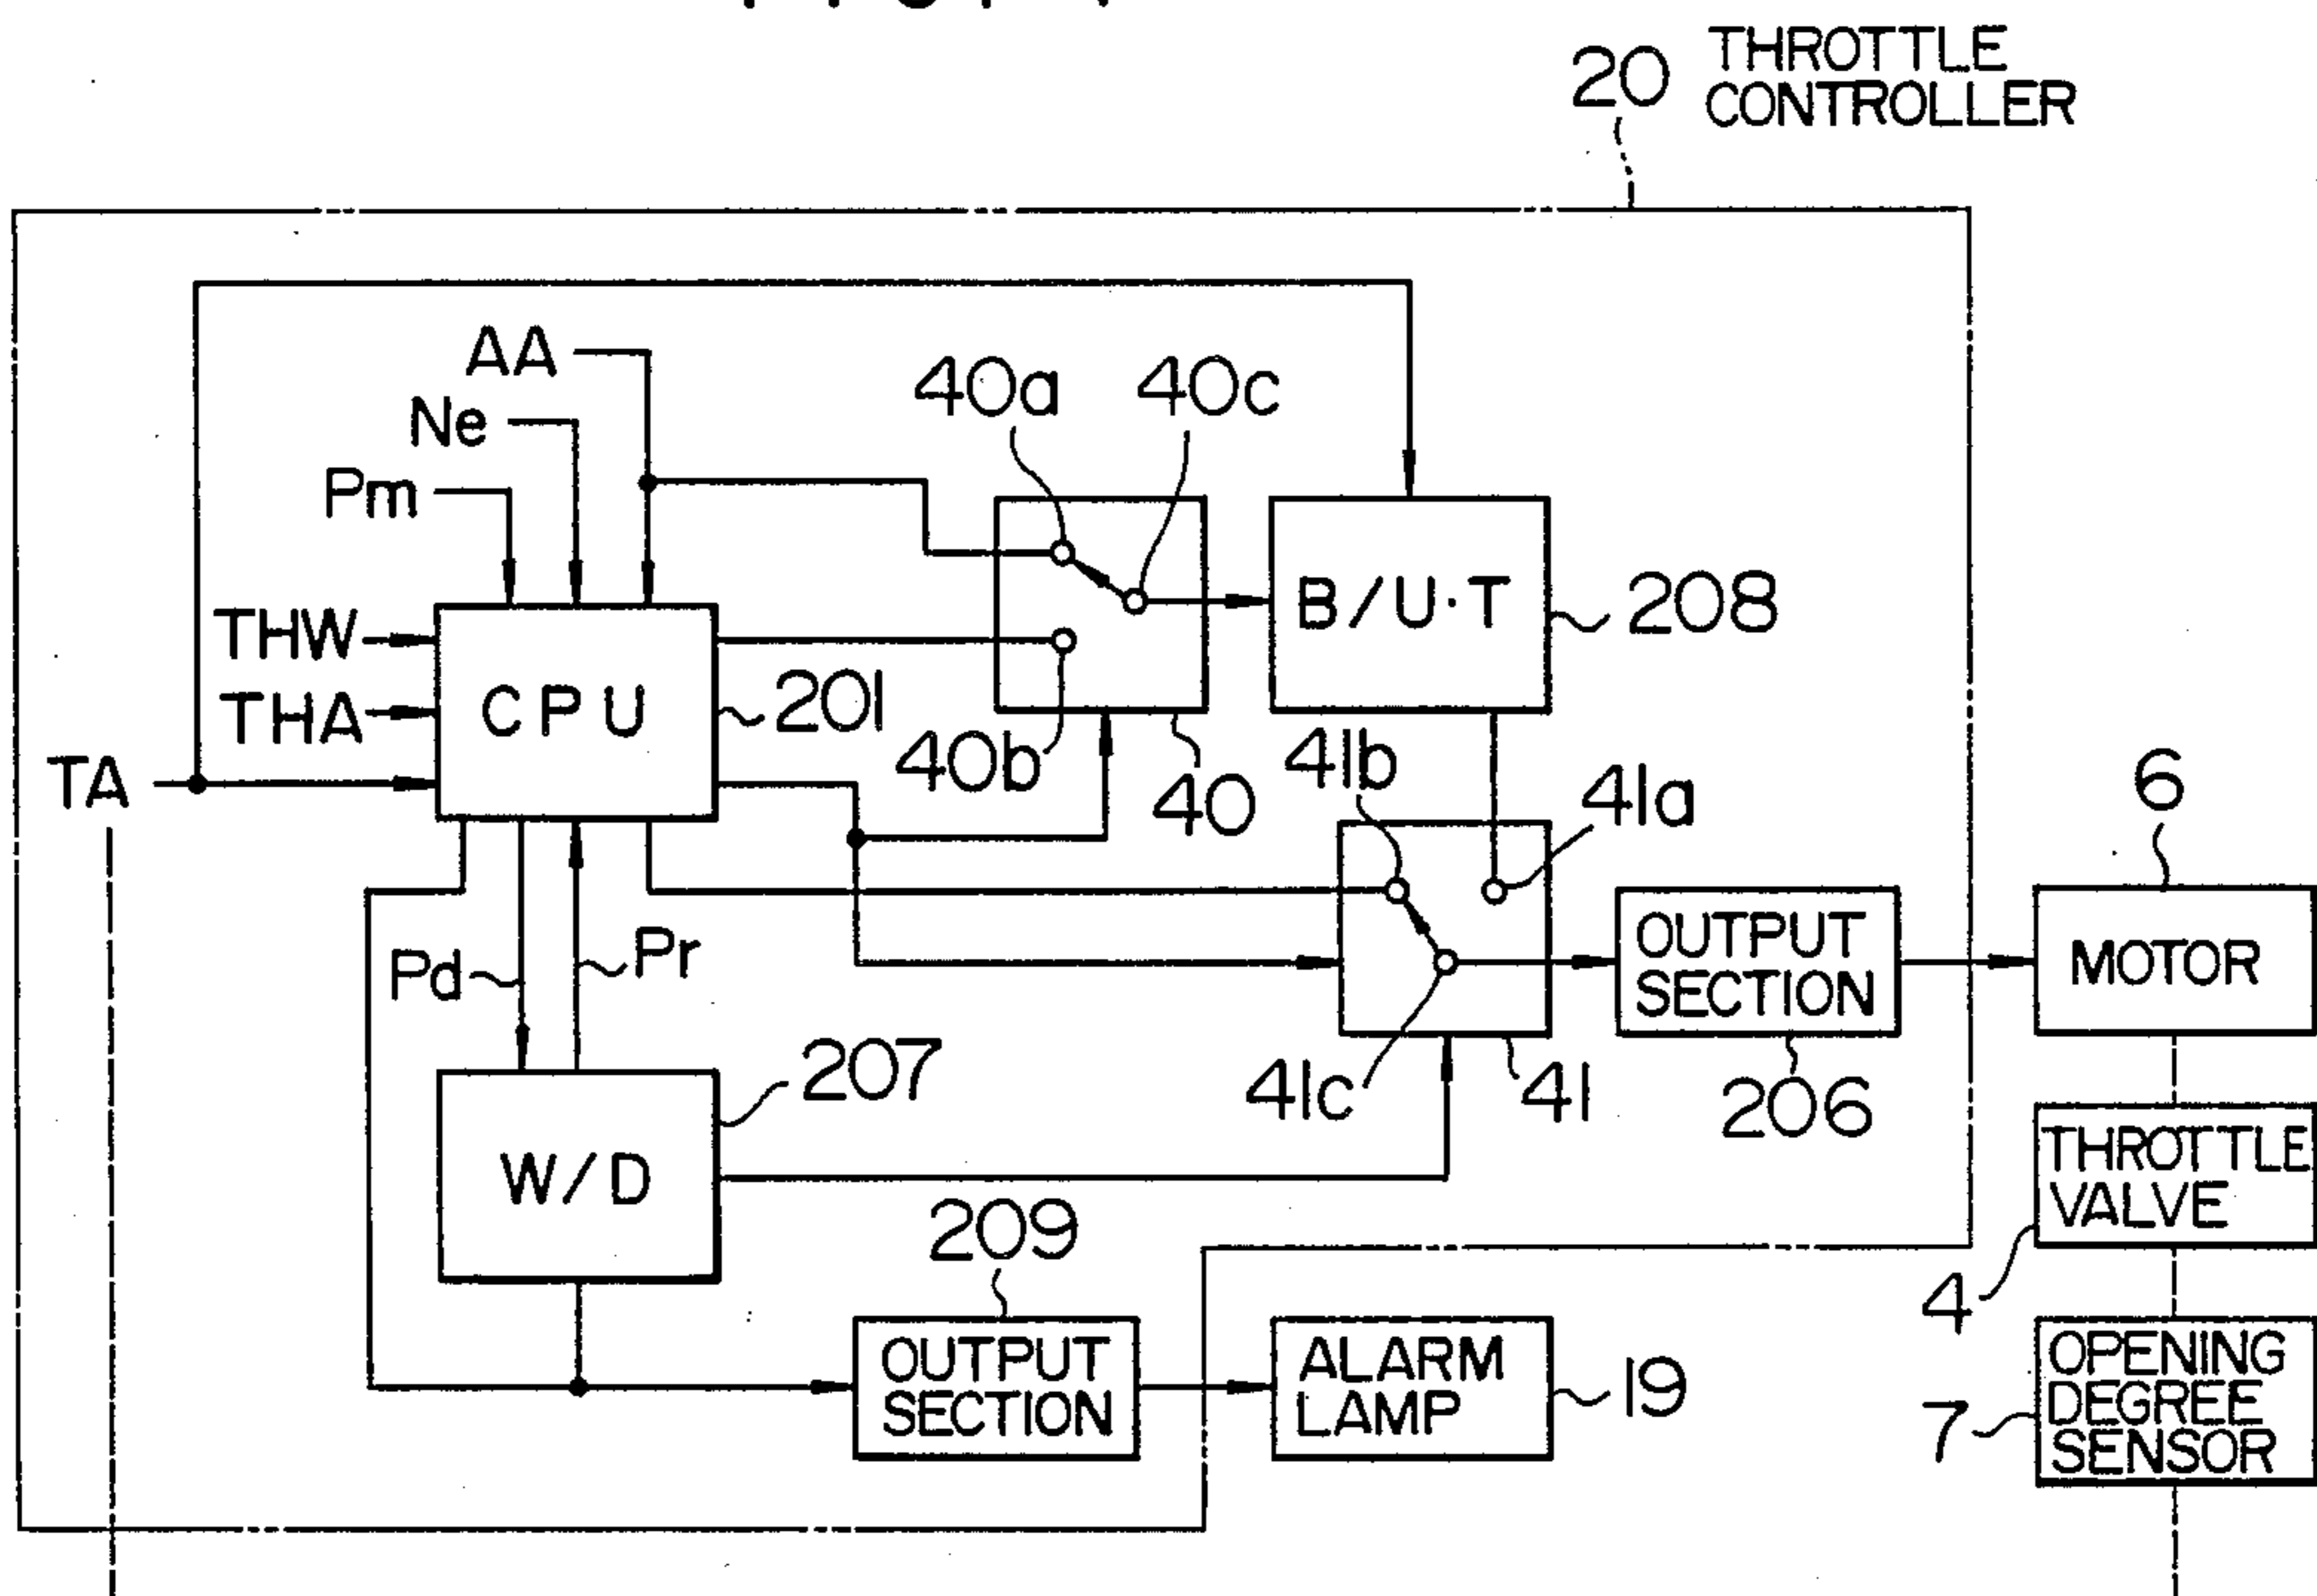 20 THROTTLE
CONTROLLER
AA
40a
40c
Ne
Pm
THW
B/U·T
208
THA
CPU
201
40b
41b
TA
40
41a
6
Pd
Pr
OUTPUT
SECTION
MOTOR
207
41c
41
206
W/D
THROTTLE
VALVE
209
4
OUTPUT
SECTION
ALARM
LAMP
19
OPENING
DEGREE
SENSOR
7